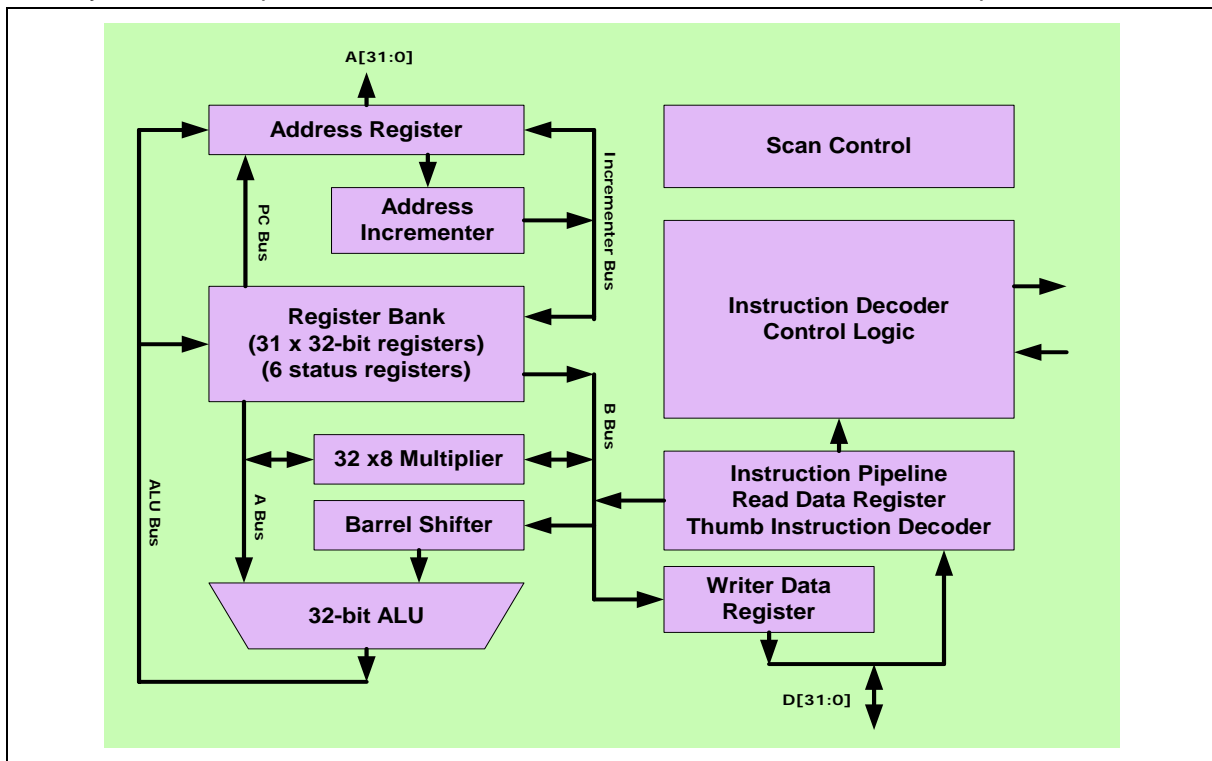 A[31:0]
Address Register
Scan Control
Incrementer Bus
PC Bus
Address
Incrementer
Register Bank
(31 x 32-bit registers)
(6 status registers)
Instruction Decoder
Control Logic
B Bus
32 x8 Multiplier
Instruction Pipeline
Read Data Register
Thumb Instruction Decoder
ALU Bus
A Bus
Barrel Shifter
Writer Data
Register
32-bit ALU
D[31:0]